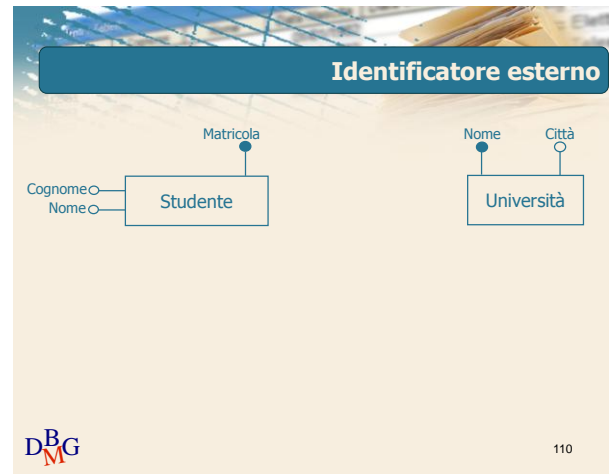 Identificatore esterno
Matricola
Nome Città
Cognome
Nome
Studente
Università
DBMG
110